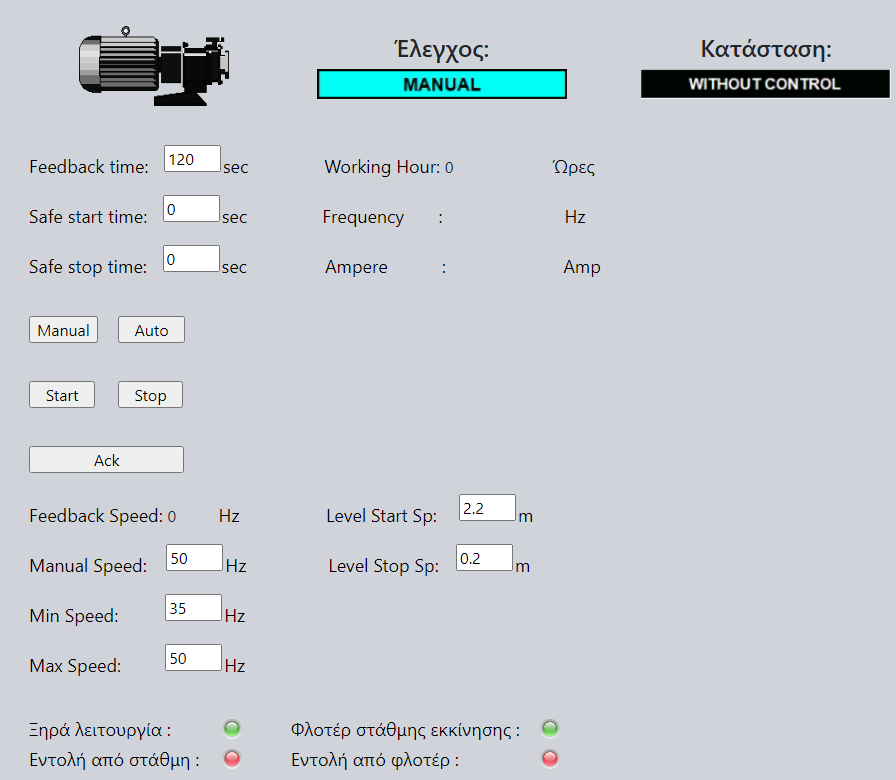 Έλεγχος: Κατάσταση:
MANUAL WITHOUT CONTROL
Feedback time: 120 sec Working Hour: 0 Ώρες
Safe start time: 0 sec Frequency : Hz
Safe stop time: 0 sec Ampere : Amp
Manual Auto
Start Stop
Ack
Feedback Speed: 0 Hz Level Start Sp: 2.2 m
Manual Speed: 50 Hz Level Stop Sp: 0.2 m
Min Speed: 35 Hz
Max Speed: 50 Hz
Ξηρά λειτουργία : Φλοτέρ στάθμης εκκίνησης :
Εντολή από στάθμη : Εντολή από φλοτέρ :